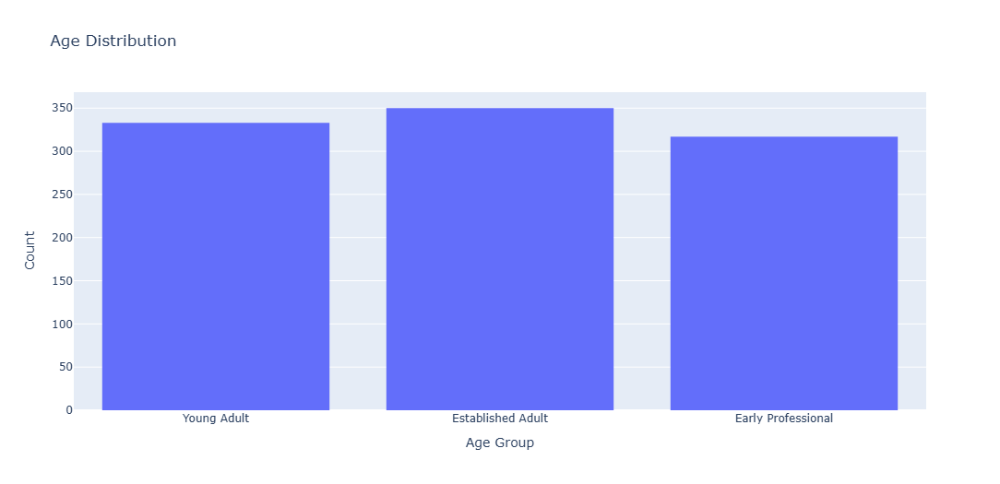 Age Distribution
Count
350
300
250
200
150
100
50
0
Young Adult
Established Adult
Early Professional
Age Group